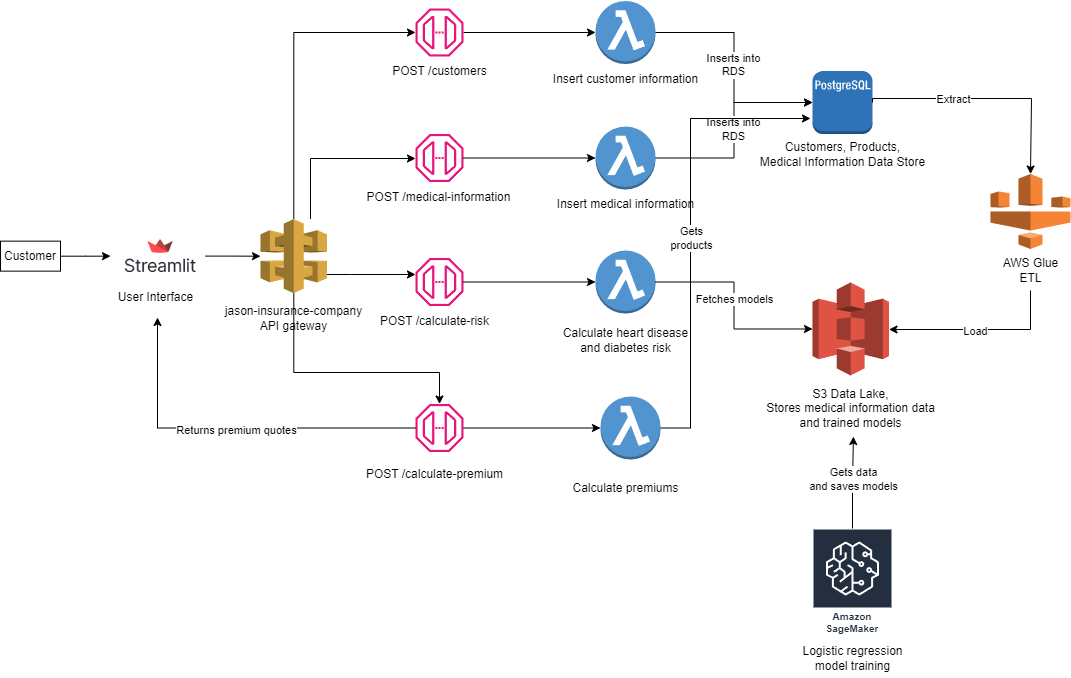 POST /customers
Insert customer information
Inserts into
RDS
PostgreSQL
Extract
Inserts into
RDS
Customers, Products,
Medical Information Data Store
POST /medical-information
Insert medical information
Customer
Streamlit
User Interface
jason-insurance-company
API gateway
Gets
products
AWS Glue
ETL
POST /calculate-risk
Calculate heart disease
and diabetes risk
Fetches models
Load
S3 Data Lake,
Stores medical information data
and trained models
Returns premium quotes
POST /calculate-premium
Calculate premiums
Gets data
and saves models
Amazon
SageMaker
Logistic regression
model training